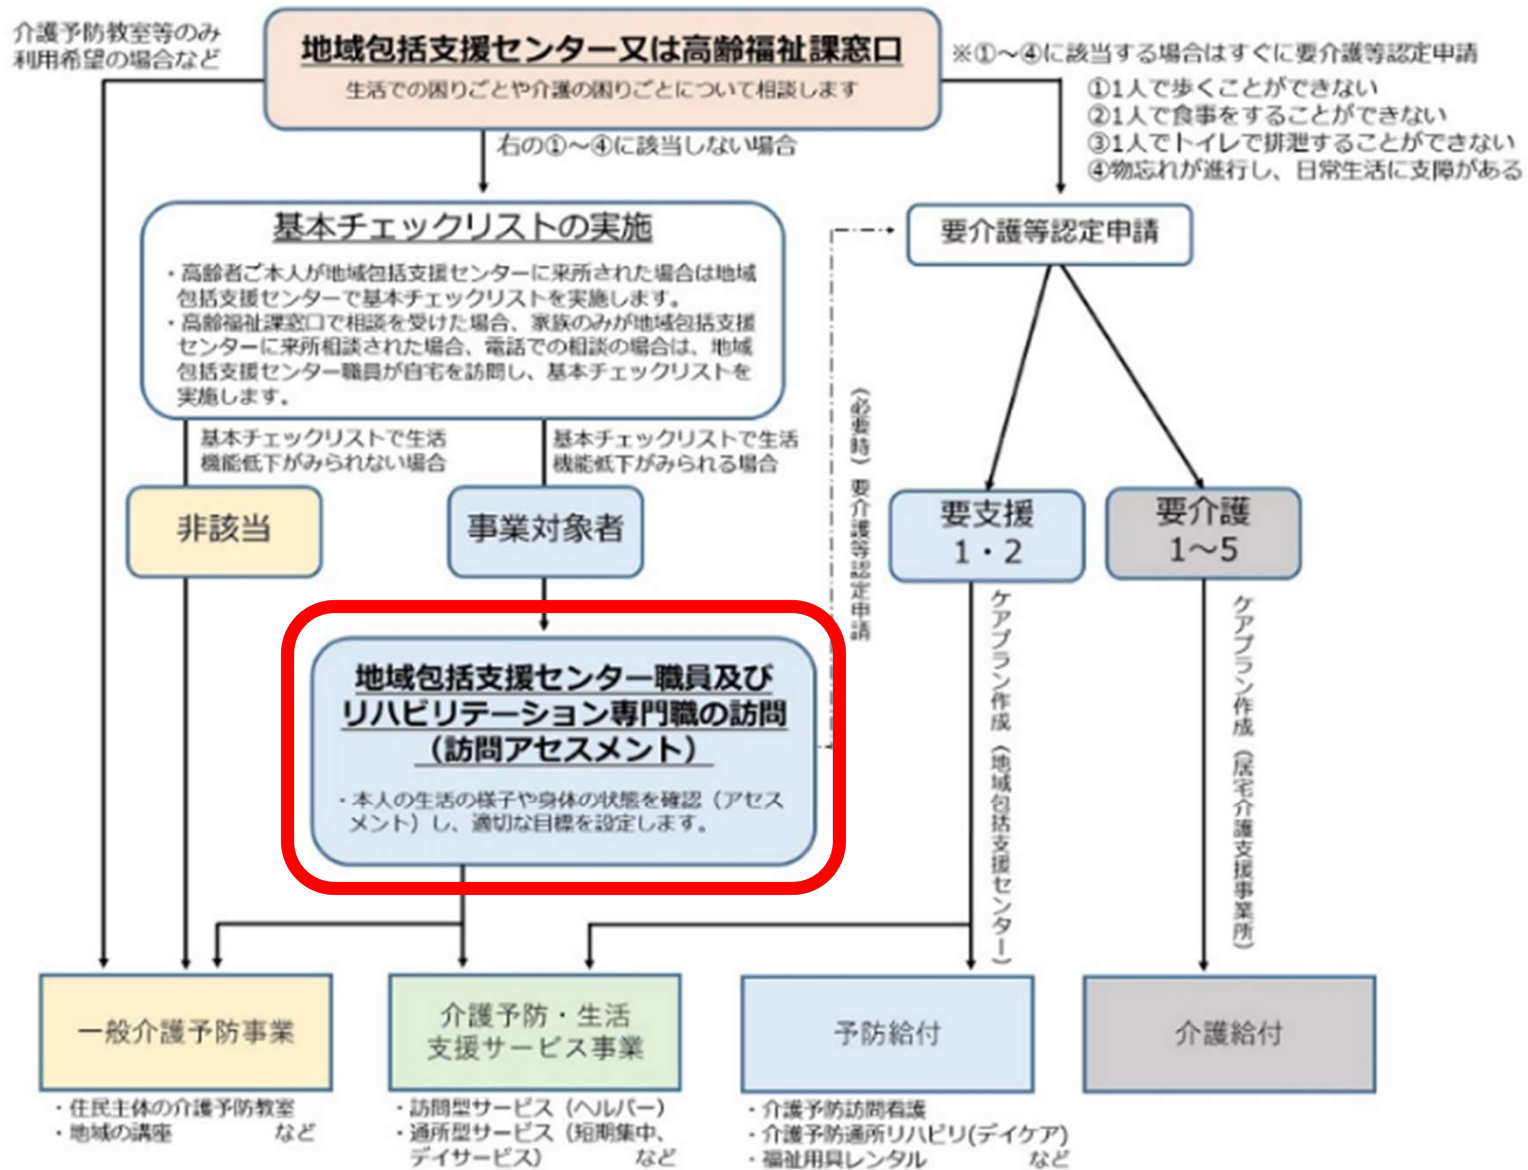 介護予防教室等のみ
利用希望の場合など
地域包括支援センター又は高齢福祉課窓口
生活での困りごとや介護の困りごとについて相談します
※①～④に該当する場合はすぐに要介護等認定申請
①1人で歩くことができない
②1人で食事をすることができない
③1人でトイレで排泄することができない
④物忘れが進行し、日常生活に支障がある
右の①～④に該当しない場合
基本チェックリストの実施
・高齢者ご本人が地域包括支援センターに来所された場合は地域
包括支援センターで基本チェックリストを実施します。
・高齢福祉課窓口で相談を受けた場合、家族のみが地域包括支援
センターに来所相談された場合、電話での相談の場合は、地域
包括支援センター職員が自宅を訪問し、基本チェックリストを
実施します。
要介護等認定申請
基本チェックリストで生活
機能低下がみられない場合
基本チェックリストで生活
機能低下がみられる場合
（必要時）要介護等認定申請
非該当
事業対象者
要支援
1・2
要介護
1～5
地域包括支援センター職員及び
リハビリテーション専門職の訪問
（訪問アセスメント）
・本人の生活の様子や身体の状態を確認（アセス
メント）し、適切な目標を設定します。
ケアプラン作成（地域包括支援センター）
ケアプラン作成（居宅介護支援事業所）
一般介護予防事業
・住民主体の介護予防教室
・地域の講座 など
介護予防・生活
支援サービス事業
・訪問型サービス（ヘルパー）
・通所型サービス（短期集中、
デイサービス） など
予防給付
・介護予防訪問看護
・介護予防通所リハビリ(デイケア)
・福祉用具レンタル など
介護給付